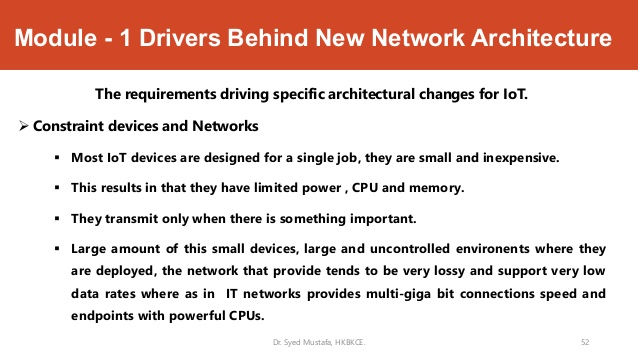 Module - 1 Drivers Behind New Network Architecture
The requirements driving specific architectural changes for IoT.
➢ Constraint devices and Networks
▪ Most IoT devices are designed for a single job, they are small and inexpensive.
▪ This results in that they have limited power , CPU and memory.
▪ They transmit only when there is something important.
▪ Large amount of this small devices, large and uncontrolled environents where they
are deployed, the network that provide tends to be very lossy and support very low
data rates where as in IT networks provides multi-giga bit connections speed and
endpoints with powerful CPUs.
Dr. Syed Mustafa, HKBKCE.
52